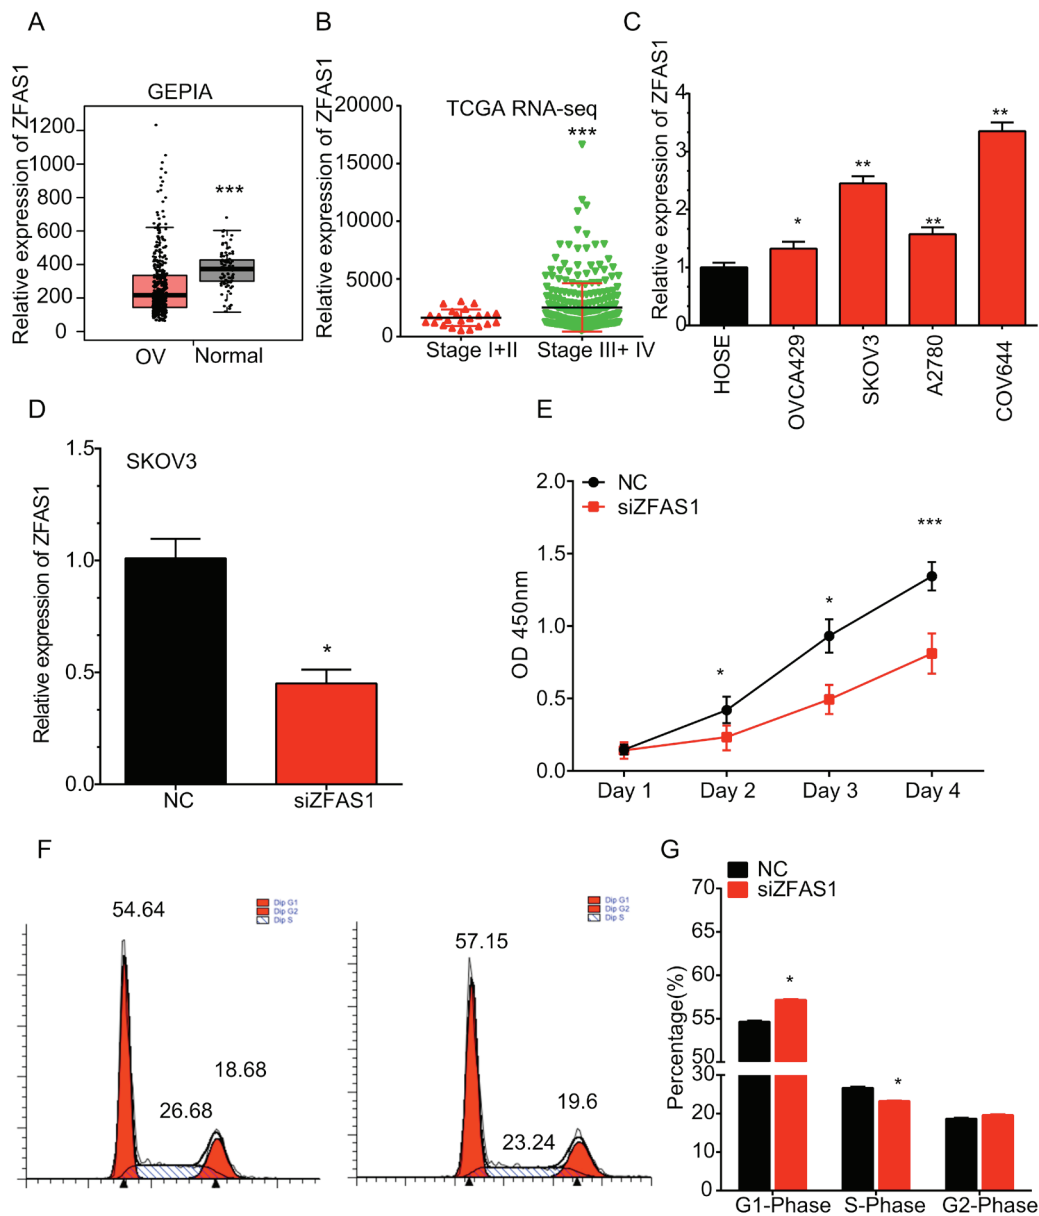 A
GEPIA
Relative expression of ZFAS1
1200
1000
800
600
400
200
0
***
OV
Normal
B
TCGA RNA-seq
Relative expression of ZFAS1
20000
15000
10000
5000
0
***
Stage I+II
Stage III+ IV
C
Relative expression of ZFAS1
4
3
2
1
0
*
**
**
**
HOSE
OVCA429
SKOV3
A2780
COV644
D
SKOV3
Relative expression of ZFAS1
1.5
1.0
0.5
0.0
*
NC
siZFAS1
E
NC
siZFAS1
OD 450nm
2.0
1.5
1.0
0.5
0.0
*
*
***
Day 1
Day 2
Day 3
Day 4
F
54.64
26.68
18.68
Dip G1
Dip G2
Dip S
57.15
23.24
19.6
Dip G1
Dip G2
Dip S
G
NC
siZFAS1
Percentage(%)
70
65
60
55
50
30
20
10
0
*
*
G1-Phase
S-Phase
G2-Phase